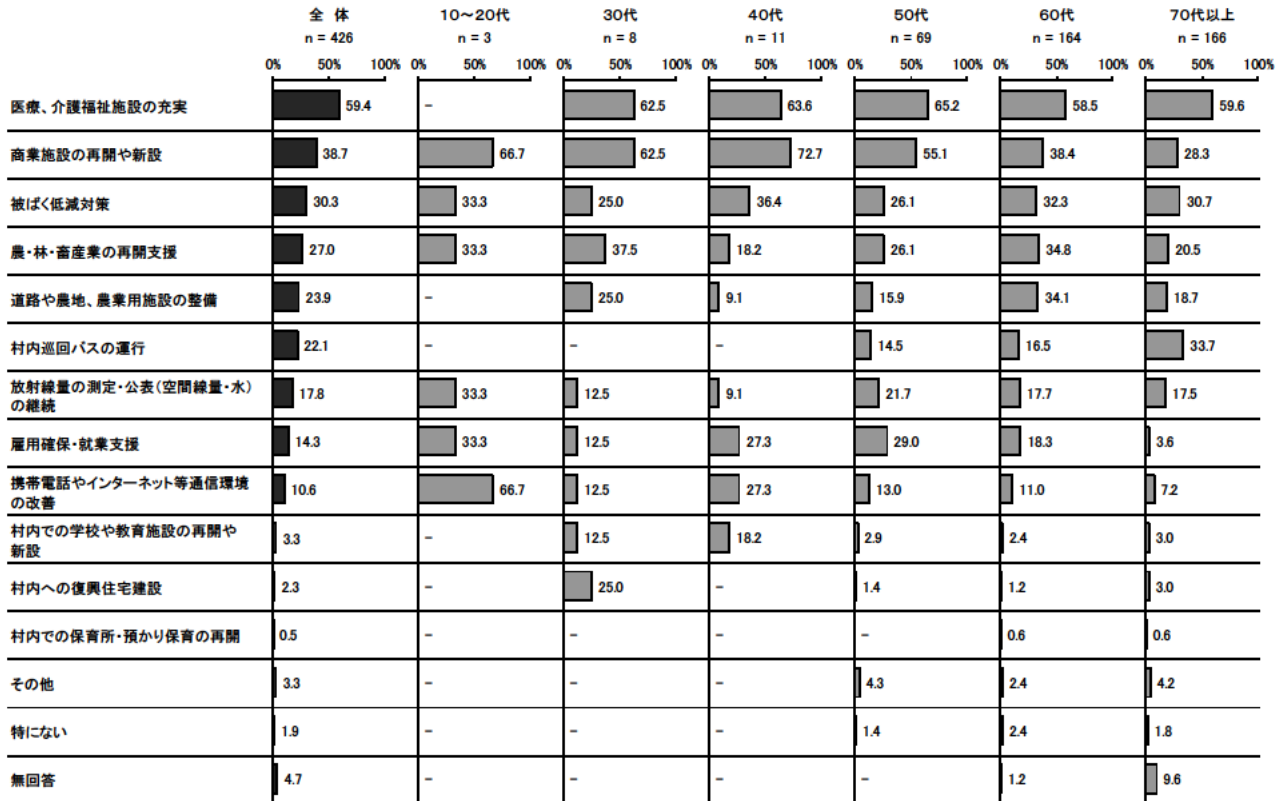 全 体 10～20代 30代 40代 50代 60代 70代以上
n = 426 n = 3 n = 8 n = 11 n = 69 n = 164 n = 166
0% 50% 100% 0% 50% 100% 0% 50% 100% 0% 50% 100% 0% 50% 100% 0% 50% 100% 0% 50% 100%
医療、介護福祉施設の充実 59.4 － 62.5 63.6 65.2 58.5 59.6
商業施設の再開や新設 38.7 66.7 62.5 72.7 55.1 38.4 28.3
被ばく低減対策 30.3 33.3 25.0 36.4 26.1 32.3 30.7
農・林・畜産業の再開支援 27.0 33.3 37.5 18.2 26.1 34.8 20.5
道路や農地、農業用施設の整備 23.9 － 25.0 9.1 15.9 34.1 18.7
村内巡回バスの運行 22.1 － － － 14.5 16.5 33.7
放射線量の測定・公表（空間線量・水）
の継続 17.8 33.3 12.5 9.1 21.7 17.7 17.5
雇用確保・就業支援 14.3 33.3 12.5 27.3 29.0 18.3 3.6
携帯電話やインターネット等通信環境
の改善 10.6 66.7 12.5 27.3 13.0 11.0 7.2
村内での学校や教育施設の再開や
新設 3.3 － 12.5 18.2 2.9 2.4 3.0
村内への復興住宅建設 2.3 － 25.0 － 1.4 1.2 3.0
村内での保育所・預かり保育の再開 0.5 － － － － 0.6 0.6
その他 3.3 － － － 4.3 2.4 4.2
特にない 1.9 － － － 1.4 2.4 1.8
無回答 4.7 － － － － 1.2 9.6